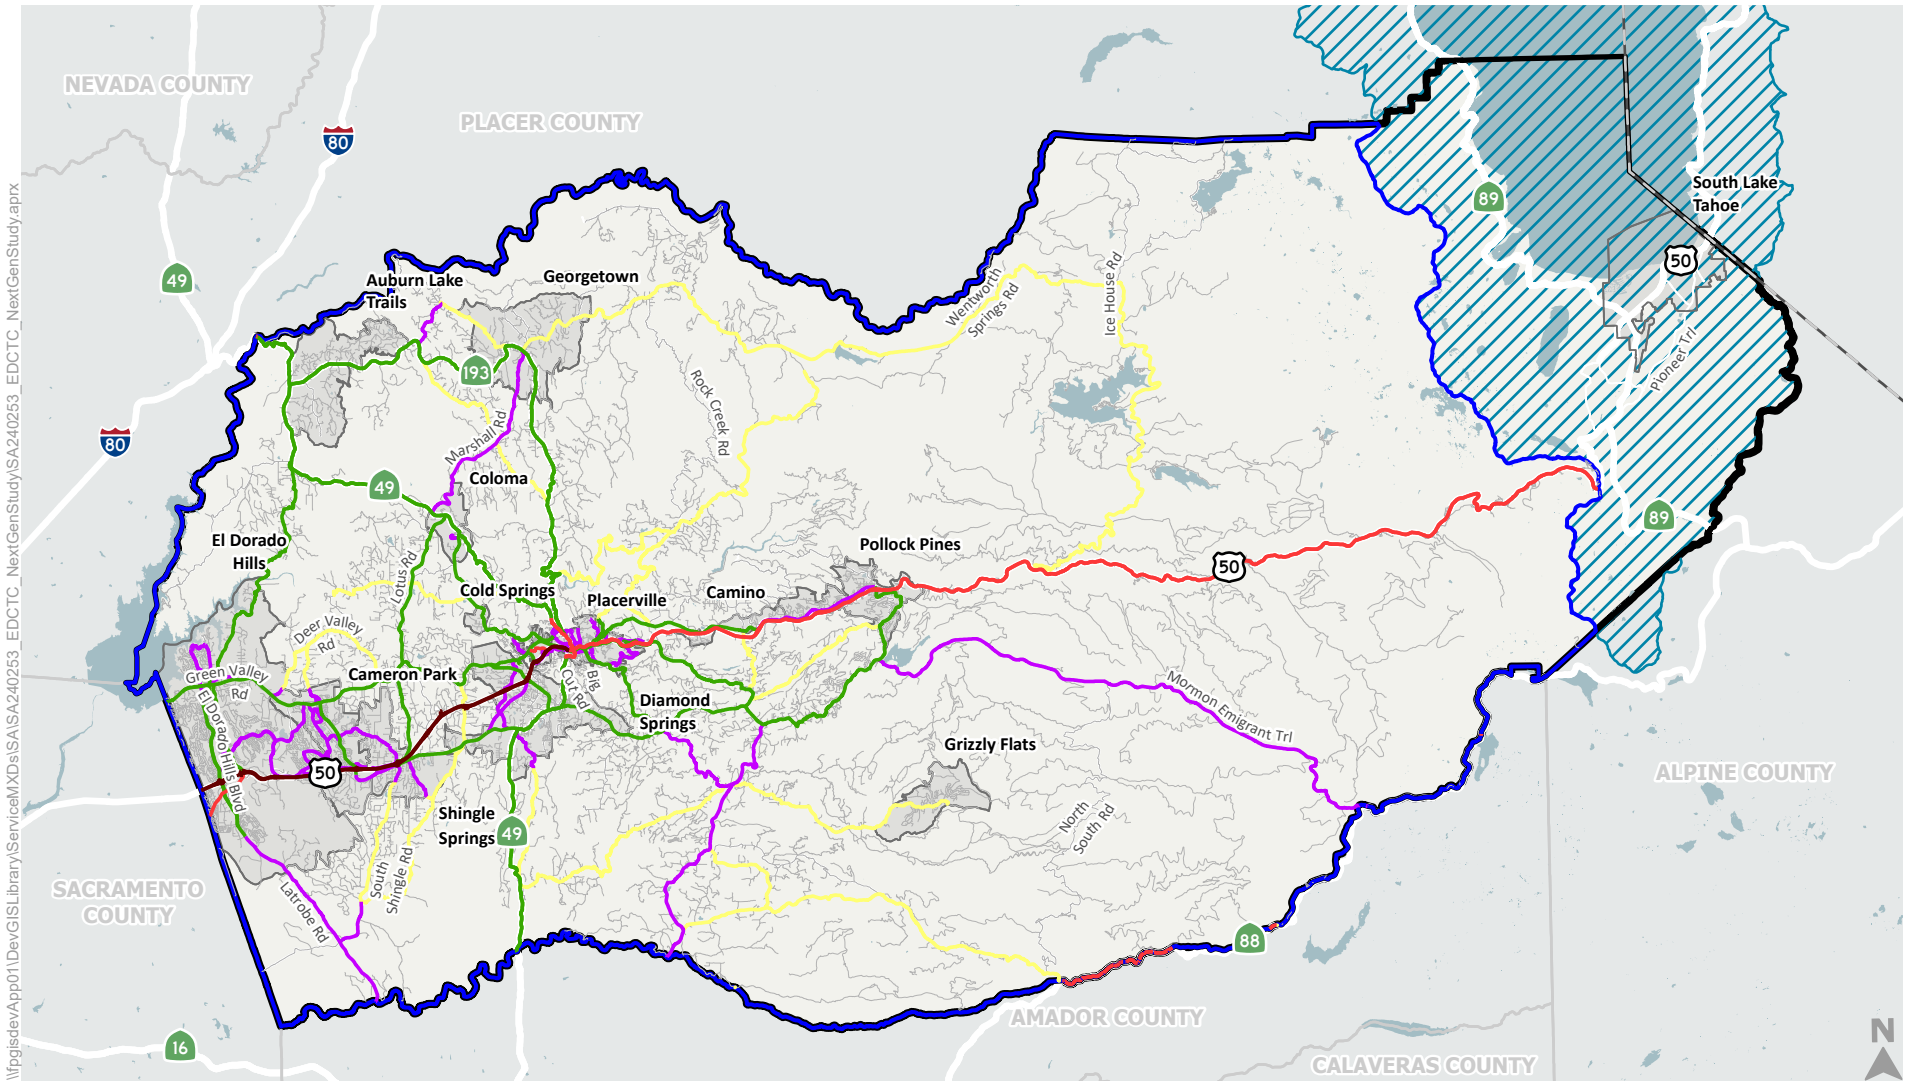 NEVADA COUNTY
PLACER COUNTY
80
49
80
89
South Lake
Tahoe
50
Pioneer Trl
89
Auburn Lake
Trails
Georgetown
Wentworth
Springs Rd
Ice House Rd
193
Rock Creek Rd
Marshall Rd
Coloma
49
El Dorado
Hills
Lotus Rd
Cold Springs
Placerville
Camino
Pollock Pines
50
Deer Valley
Rd
Green Valley
Rd
Cameron Park
Big
Cut Rd
Diamond
Springs
Mormon Emigrant Trl
El Dorado Hills Blvd
50
Grizzly Flats
ALPINE COUNTY
Shingle
Springs
49
North
South Rd
South
Shingle Rd
Latrobe Rd
SACRAMENTO
COUNTY
88
AMADOR COUNTY
16
CALAVERAS COUNTY
N
\\fpgisdevApp01\DevGISLibrary\ServiceMXDs\SA\SA240253_EDCTC_NextGenStudy\SA240253_EDCTC_NextGenStudy.aprx